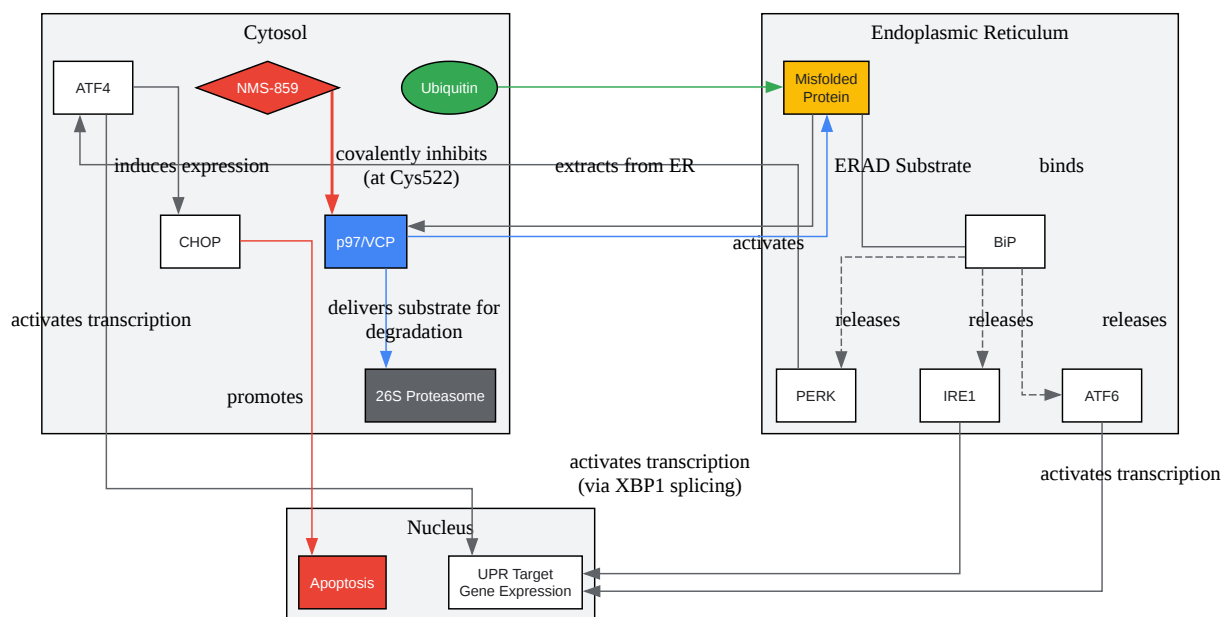 Cytosol
Endoplasmic Reticulum
ATF4
NMS-859
Ubiquitin
Misfolded
Protein
induces expression
covalently inhibits
(at Cys522)
extracts from ER
ERAD Substrate
binds
CHOP
p97/VCP
activates
BiP
activates transcription
delivers substrate for
degradation
releases
releases
releases
promotes
26S Proteasome
PERK
IRE1
ATF6
activates transcription
(via XBP1 splicing)
activates transcription
Nucleus
Apoptosis
UPR Target
Gene Expression